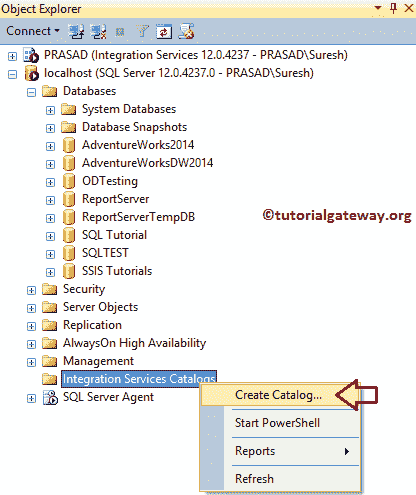 Object Explorer
Connect
PRASAD (Integration Services 12.0.4237 - PRASAD\Suresh)
localhost (SQL Server 12.0.4237.0 - PRASAD\Suresh)
Databases
System Databases
Database Snapshots
AdventureWorks2014
AdventureWorksDW2014
ODTesting
ReportServer
ReportServerTempDB
SQL Tutorial
SQLTEST
SSIS Tutorials
©tutorialgateway.org
Security
Server Objects
Replication
AlwaysOn High Availability
Management
Integration Services Catalogs
SQL Server Agent
Create Catalog...
Start PowerShell
Reports
Refresh